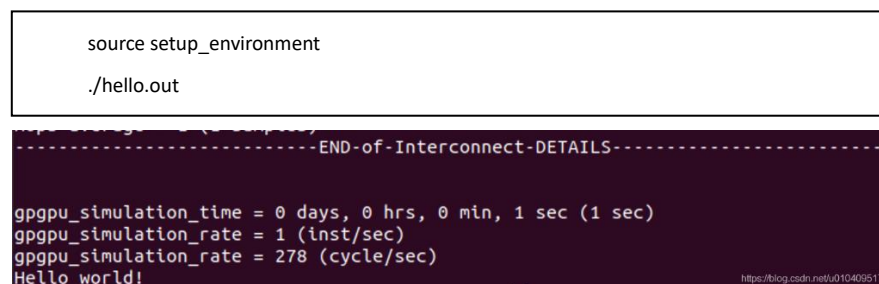 source setup_environment
./hello.out
----------------------------END-of-Interconnect-DETAILS-------------------------
gpgpu_simulation_time = 0 days, 0 hrs, 0 min, 1 sec (1 sec)
gpgpu_simulation_rate = 1 (inst/sec)
gpgpu_simulation_rate = 278 (cycle/sec)
Hello world!
https://blog.csdn.net/u01040951